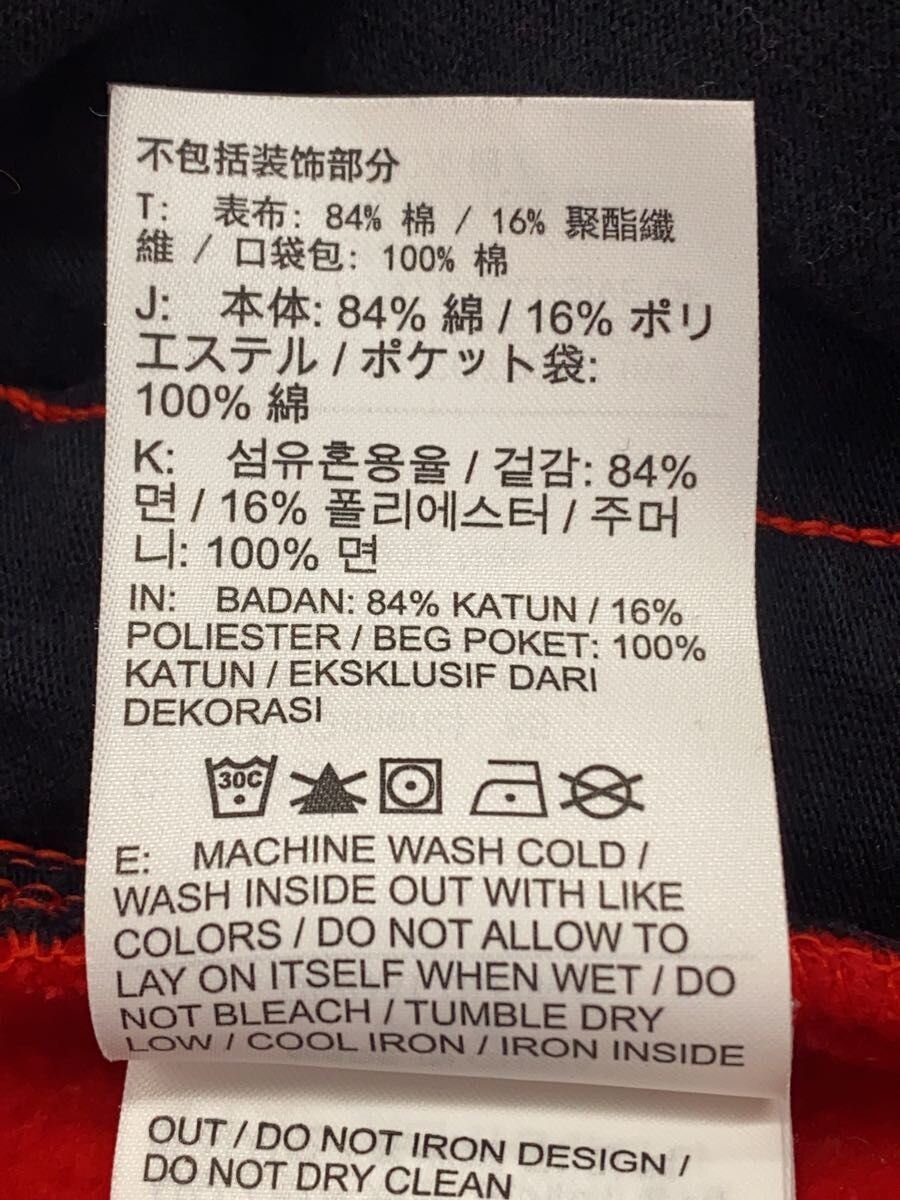 不包括装饰部分
T: 表布: 84% 棉 / 16% 聚酯纖
維 / 口袋包: 100% 棉
J: 本体: 84% 綿 / 16% ポリ
エステル / ポケット袋:
100% 綿
K: 섬유혼용율 / 겉감: 84%
면 / 16% 폴리에스터 / 주머
니: 100% 면
IN: BADAN: 84% KATUN / 16%
POLIESTER / BEG POKET: 100%
KATUN / EKSKLUSIF DARI
DEKORASI
30C
E: MACHINE WASH COLD /
WASH INSIDE OUT WITH LIKE
COLORS / DO NOT ALLOW TO
LAY ON ITSELF WHEN WET / DO
NOT BLEACH / TUMBLE DRY
LOW / COOL IRON / IRON INSIDE
OUT / DO NOT IRON DESIGN /
DO NOT DRY CLEAN